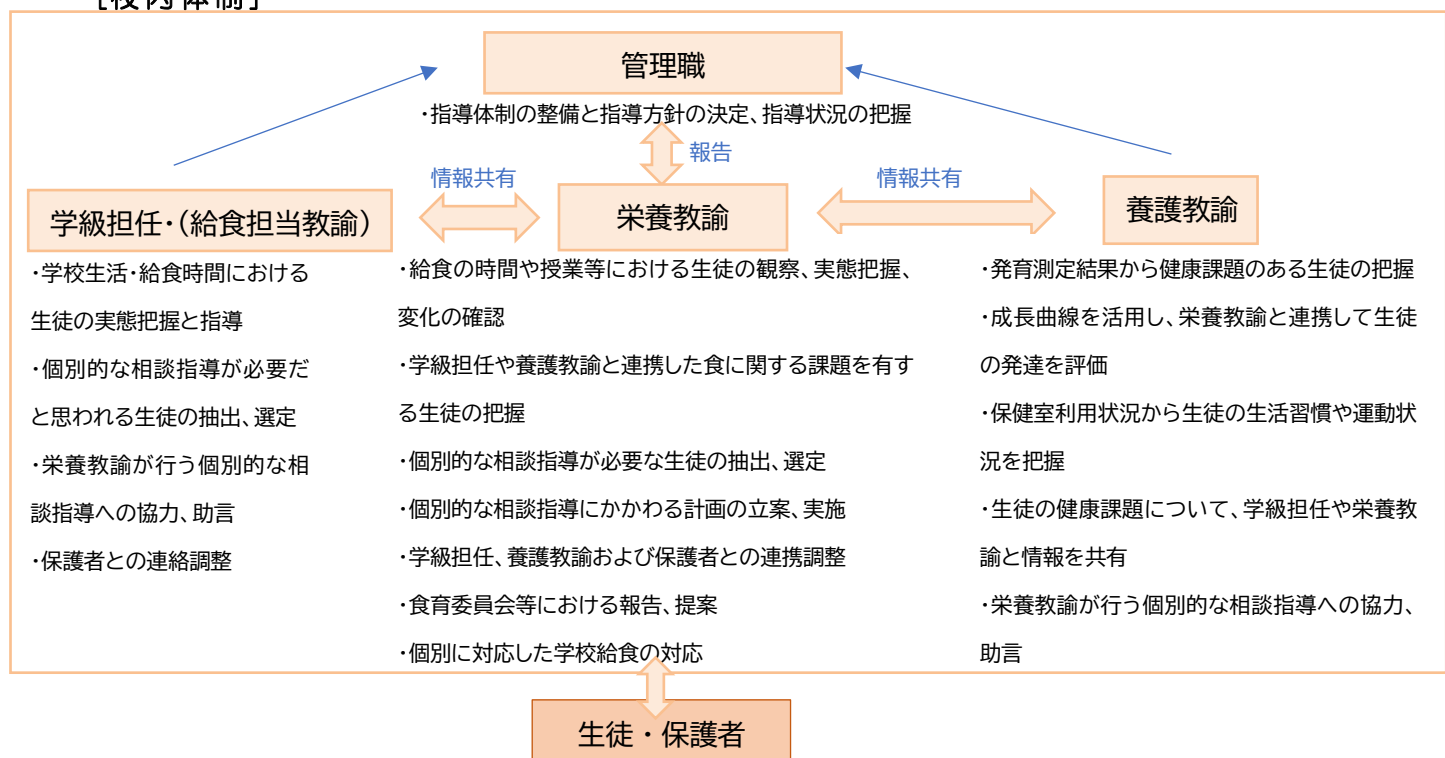 [校内体制]
管理職
・指導体制の整備と指導方針の決定、指導状況の把握
報告
情報共有
情報共有
学級担任・(給食担当教諭)
栄養教諭
養護教諭
・学校生活・給食時間における
生徒の実態把握と指導
・個別的な相談指導が必要だ
と思われる生徒の抽出、選定
・栄養教諭が行う個別的な相
談指導への協力、助言
・保護者との連絡調整
・給食の時間や授業等における生徒の観察、実態把握、
変化の確認
・学級担任や養護教諭と連携した食に関する課題を有す
る生徒の把握
・個別的な相談指導が必要な生徒の抽出、選定
・個別的な相談指導にかかわる計画の立案、実施
・学級担任、養護教諭および保護者との連携調整
・食育委員会等における報告、提案
・個別に対応した学校給食の対応
・発育測定結果から健康課題のある生徒の把握
・成長曲線を活用し、栄養教諭と連携して生徒
の発達を評価
・保健室利用状況から生徒の生活習慣や運動状
況を把握
・生徒の健康課題について、学級担任や栄養教
諭と情報を共有
・栄養教諭が行う個別的な相談指導への協力、
助言
生徒・保護者